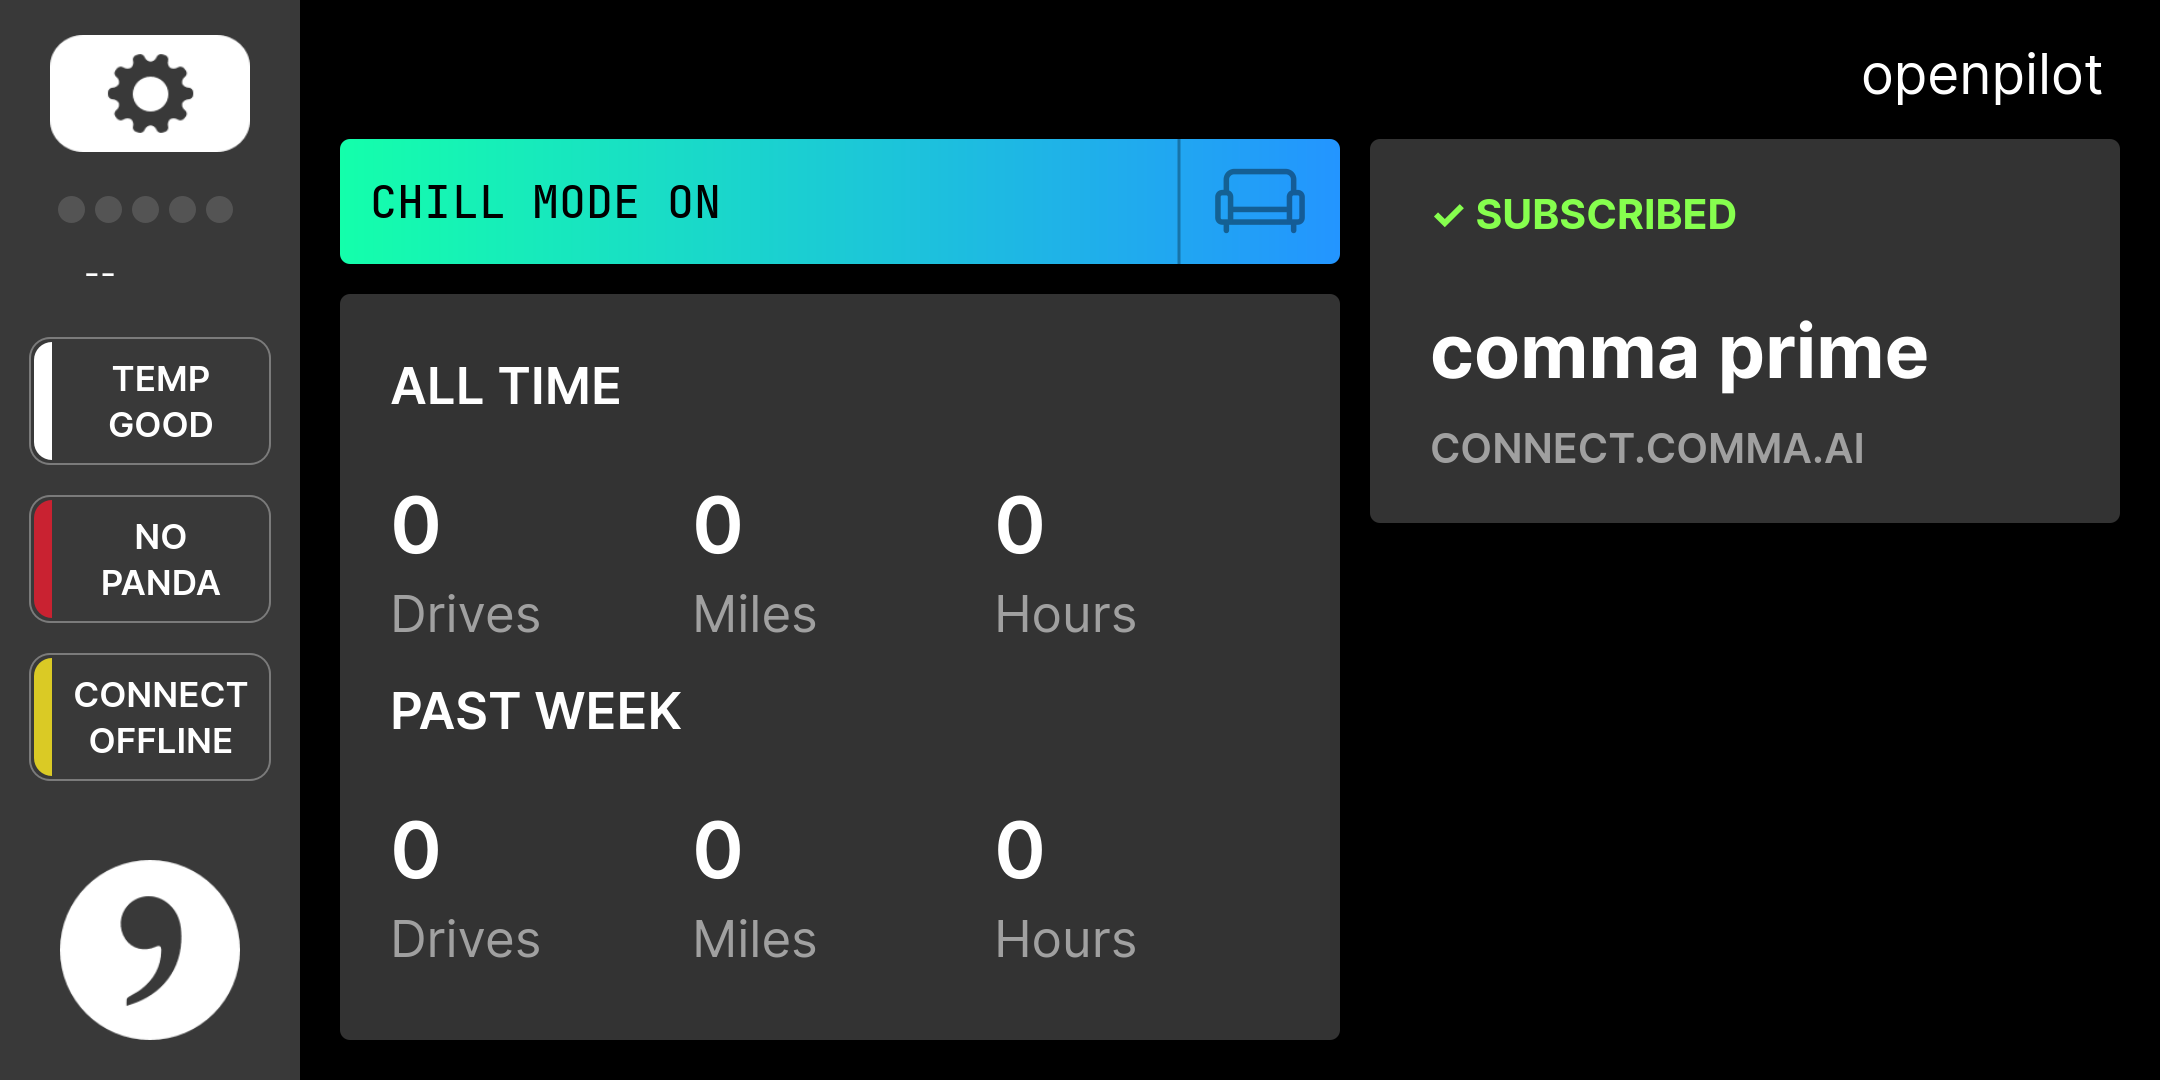 --
TEMP
GOOD
NO
PANDA
CONNECT
OFFLINE
openpilot
CHILL MODE ON
ALL TIME
0 0 0
Drives Miles Hours
PAST WEEK
0 0 0
Drives Miles Hours
✓ SUBSCRIBED
comma prime
CONNECT.COMMA.AI